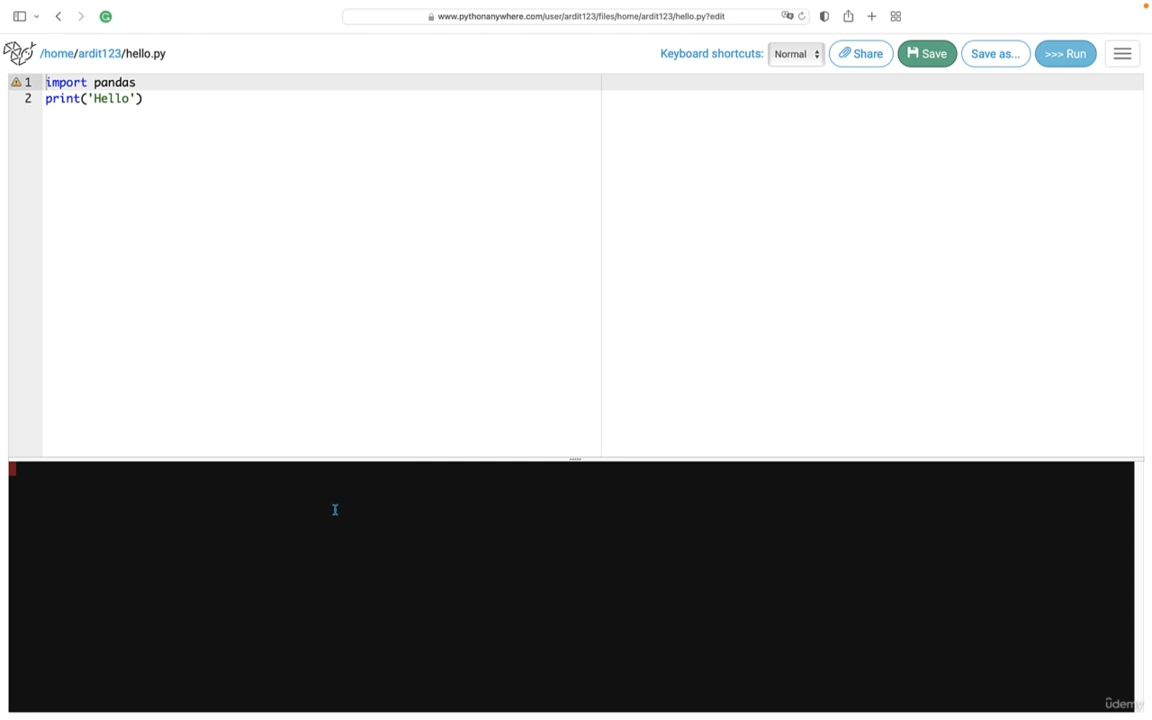 www.pythonanywhere.com/user/ardit123/files/home/ardit123/hello.py?edit
/home/ardit123/hello.py
Keyboard shortcuts: Normal Share Save Save as... >>> Run
1 import pandas
2 print('Hello')
udemy